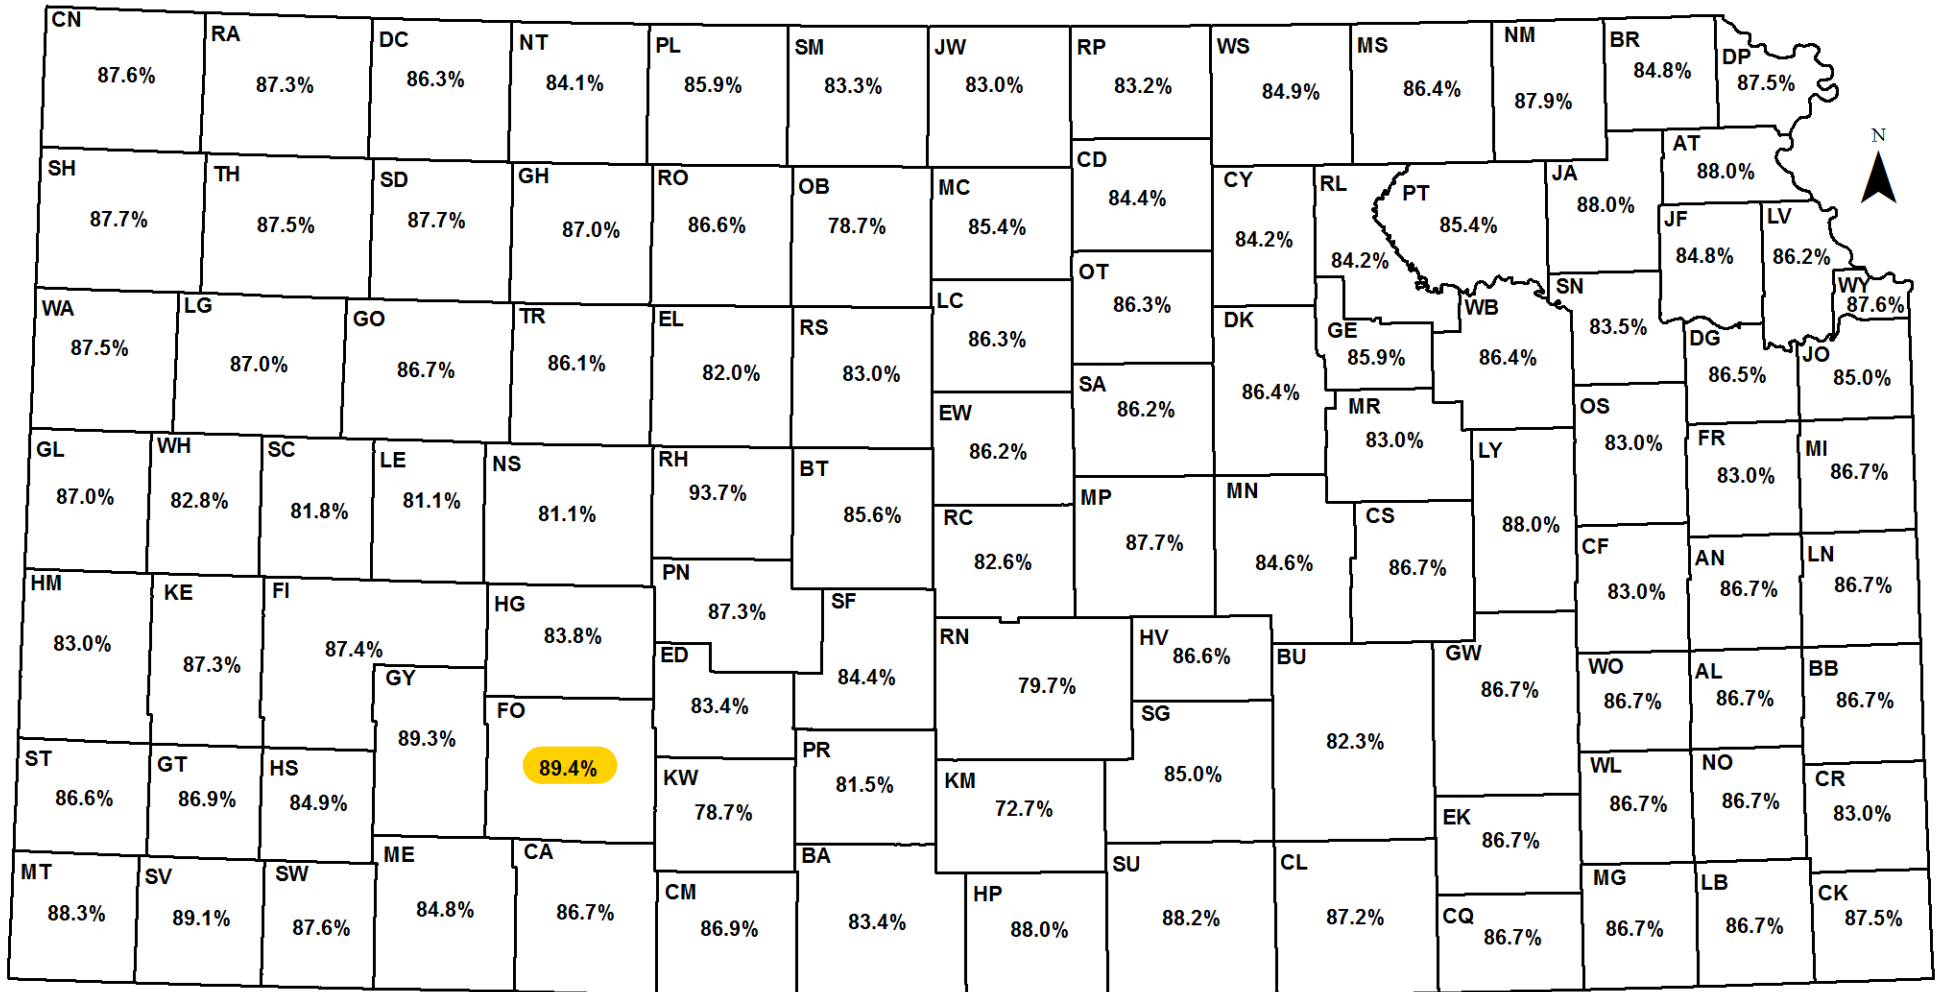 CN 87.6%
RA 87.3%
DC 86.3%
NT 84.1%
PL 85.9%
SM 83.3%
JW 83.0%
RP 83.2%
WS 84.9%
MS 86.4%
NM 87.9%
BR 84.8%
DP 87.5%
N
SH 87.7%
TH 87.5%
SD 87.7%
GH 87.0%
RO 86.6%
OB 78.7%
MC 85.4%
CD 84.4%
CY 84.2%
RL 84.2%
PT 85.4%
JA 88.0%
AT 88.0%
JF 84.8%
LV 86.2%
WY 87.6%
WA 87.5%
LG 87.0%
GO 86.7%
TR 86.1%
EL 82.0%
RS 83.0%
LC 86.3%
OT 86.3%
DK 86.4%
GE 85.9%
WB 86.4%
SN 83.5%
DG 86.5%
JO 85.0%
EW 86.2%
SA 86.2%
MR 83.0%
OS 83.0%
FR 83.0%
MI 86.7%
GL 87.0%
WH 82.8%
SC 81.8%
LE 81.1%
NS 81.1%
RH 93.7%
BT 85.6%
RC 82.6%
MP 87.7%
MN 84.6%
CS 86.7%
LY 88.0%
CF 83.0%
AN 86.7%
LN 86.7%
HM 83.0%
KE 87.3%
FI 87.4%
HG 83.8%
PN 87.3%
SF 84.4%
RN 79.7%
HV 86.6%
BU 82.3%
GW 86.7%
WO 86.7%
AL 86.7%
BB 86.7%
GY 89.3%
FO 89.4%
ED 83.4%
PR 81.5%
SG 85.0%
ST 86.6%
GT 86.9%
HS 84.9%
KW 78.7%
KM 72.7%
EK 86.7%
WL 86.7%
NO 86.7%
CR 83.0%
MT 88.3%
SV 89.1%
SW 87.6%
ME 84.8%
CA 86.7%
CM 86.9%
BA 83.4%
HP 88.0%
SU 88.2%
CL 87.2%
CQ 86.7%
MG 86.7%
LB 86.7%
CK 87.5%